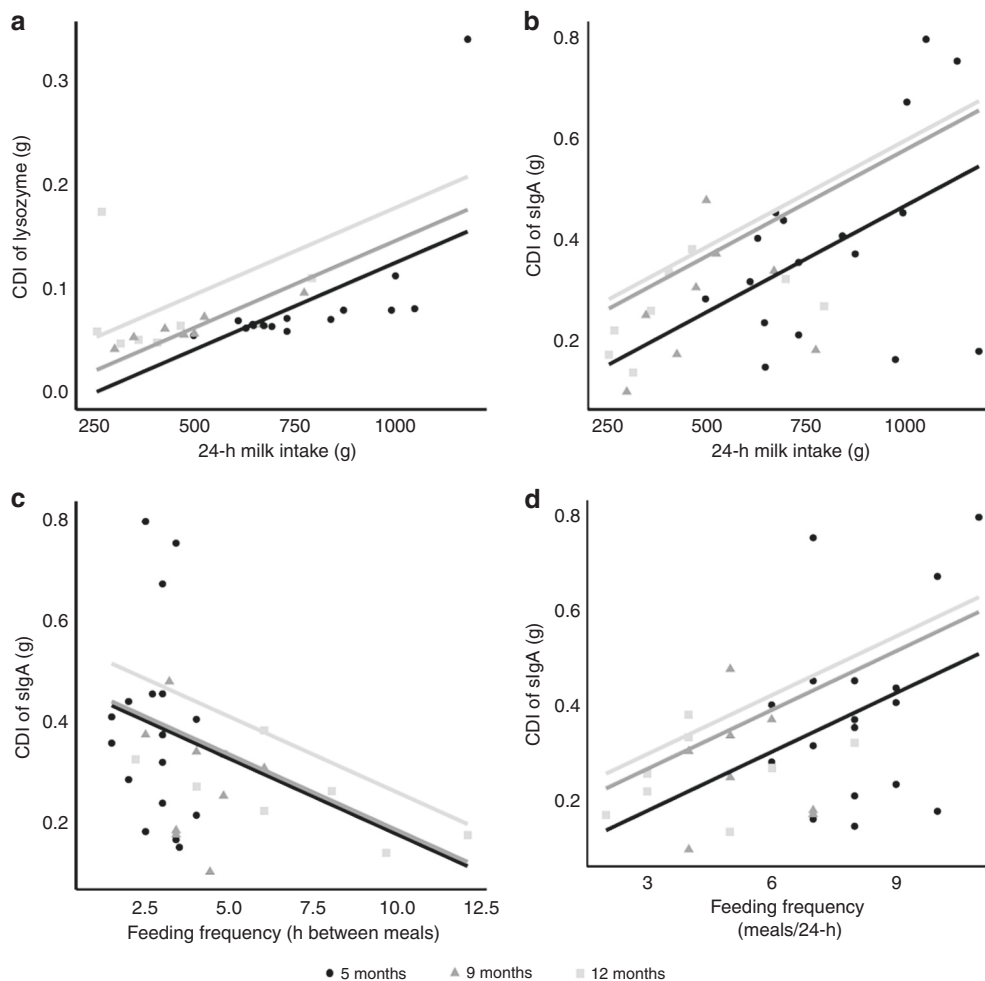 a
CDI of lysozyme (g)
0.3
0.2
0.1
0.0
250 500 750 1000
24-h milk intake (g)
b
CDI of sIgA (g)
0.8
0.6
0.4
0.2
250 500 750 1000
24-h milk intake (g)
c
CDI of sIgA (g)
0.8
0.6
0.4
0.2
2.5 5.0 7.5 10.0 12.5
Feeding frequency (h between meals)
d
CDI of sIgA (g)
0.8
0.6
0.4
0.2
3 6 9
Feeding frequency
(meals/24-h)
5 months 9 months 12 months